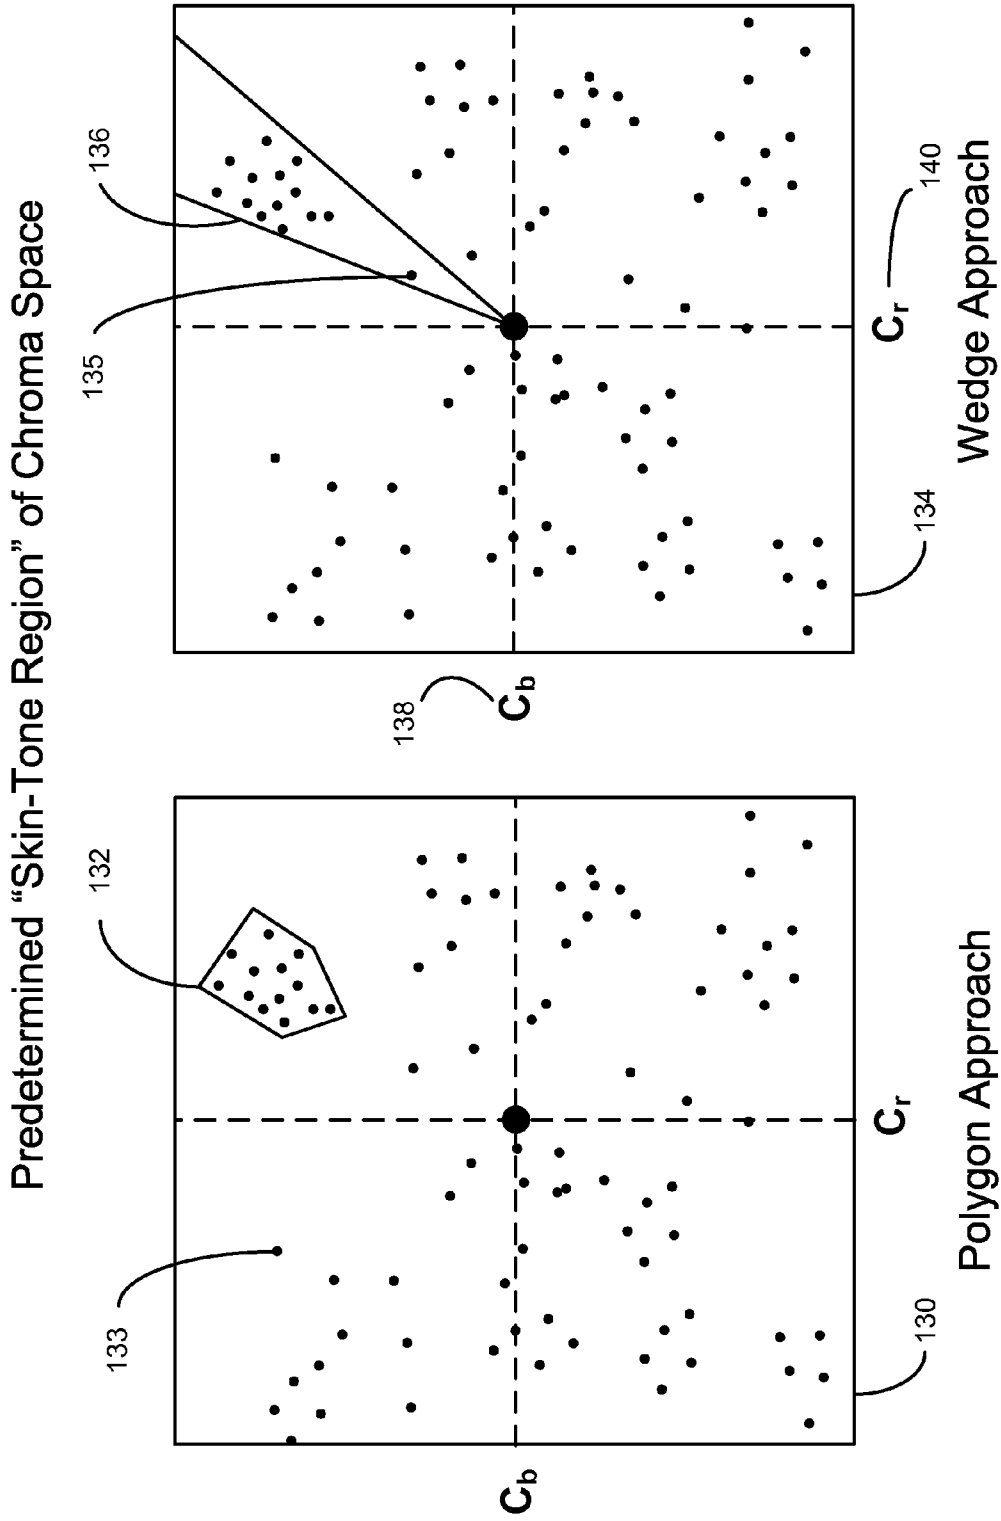 Predetermined “Skin-Tone Region” of Chroma Space
133
132
Cb
Cr
130
Polygon Approach
135
136
138
Cb
Cr
140
134
Wedge Approach